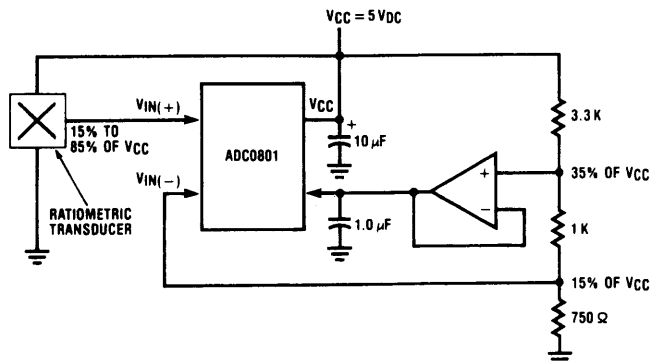 VCC = 5 VDC
VIN(+)
15% TO
85% OF VCC
VCC
ADC0801
+
10 µF
3.3 K
VIN(−)
+
35% OF VCC
−
RATIOMETRIC
TRANSDUCER
1.0 µF
1 K
15% OF VCC
750 Ω